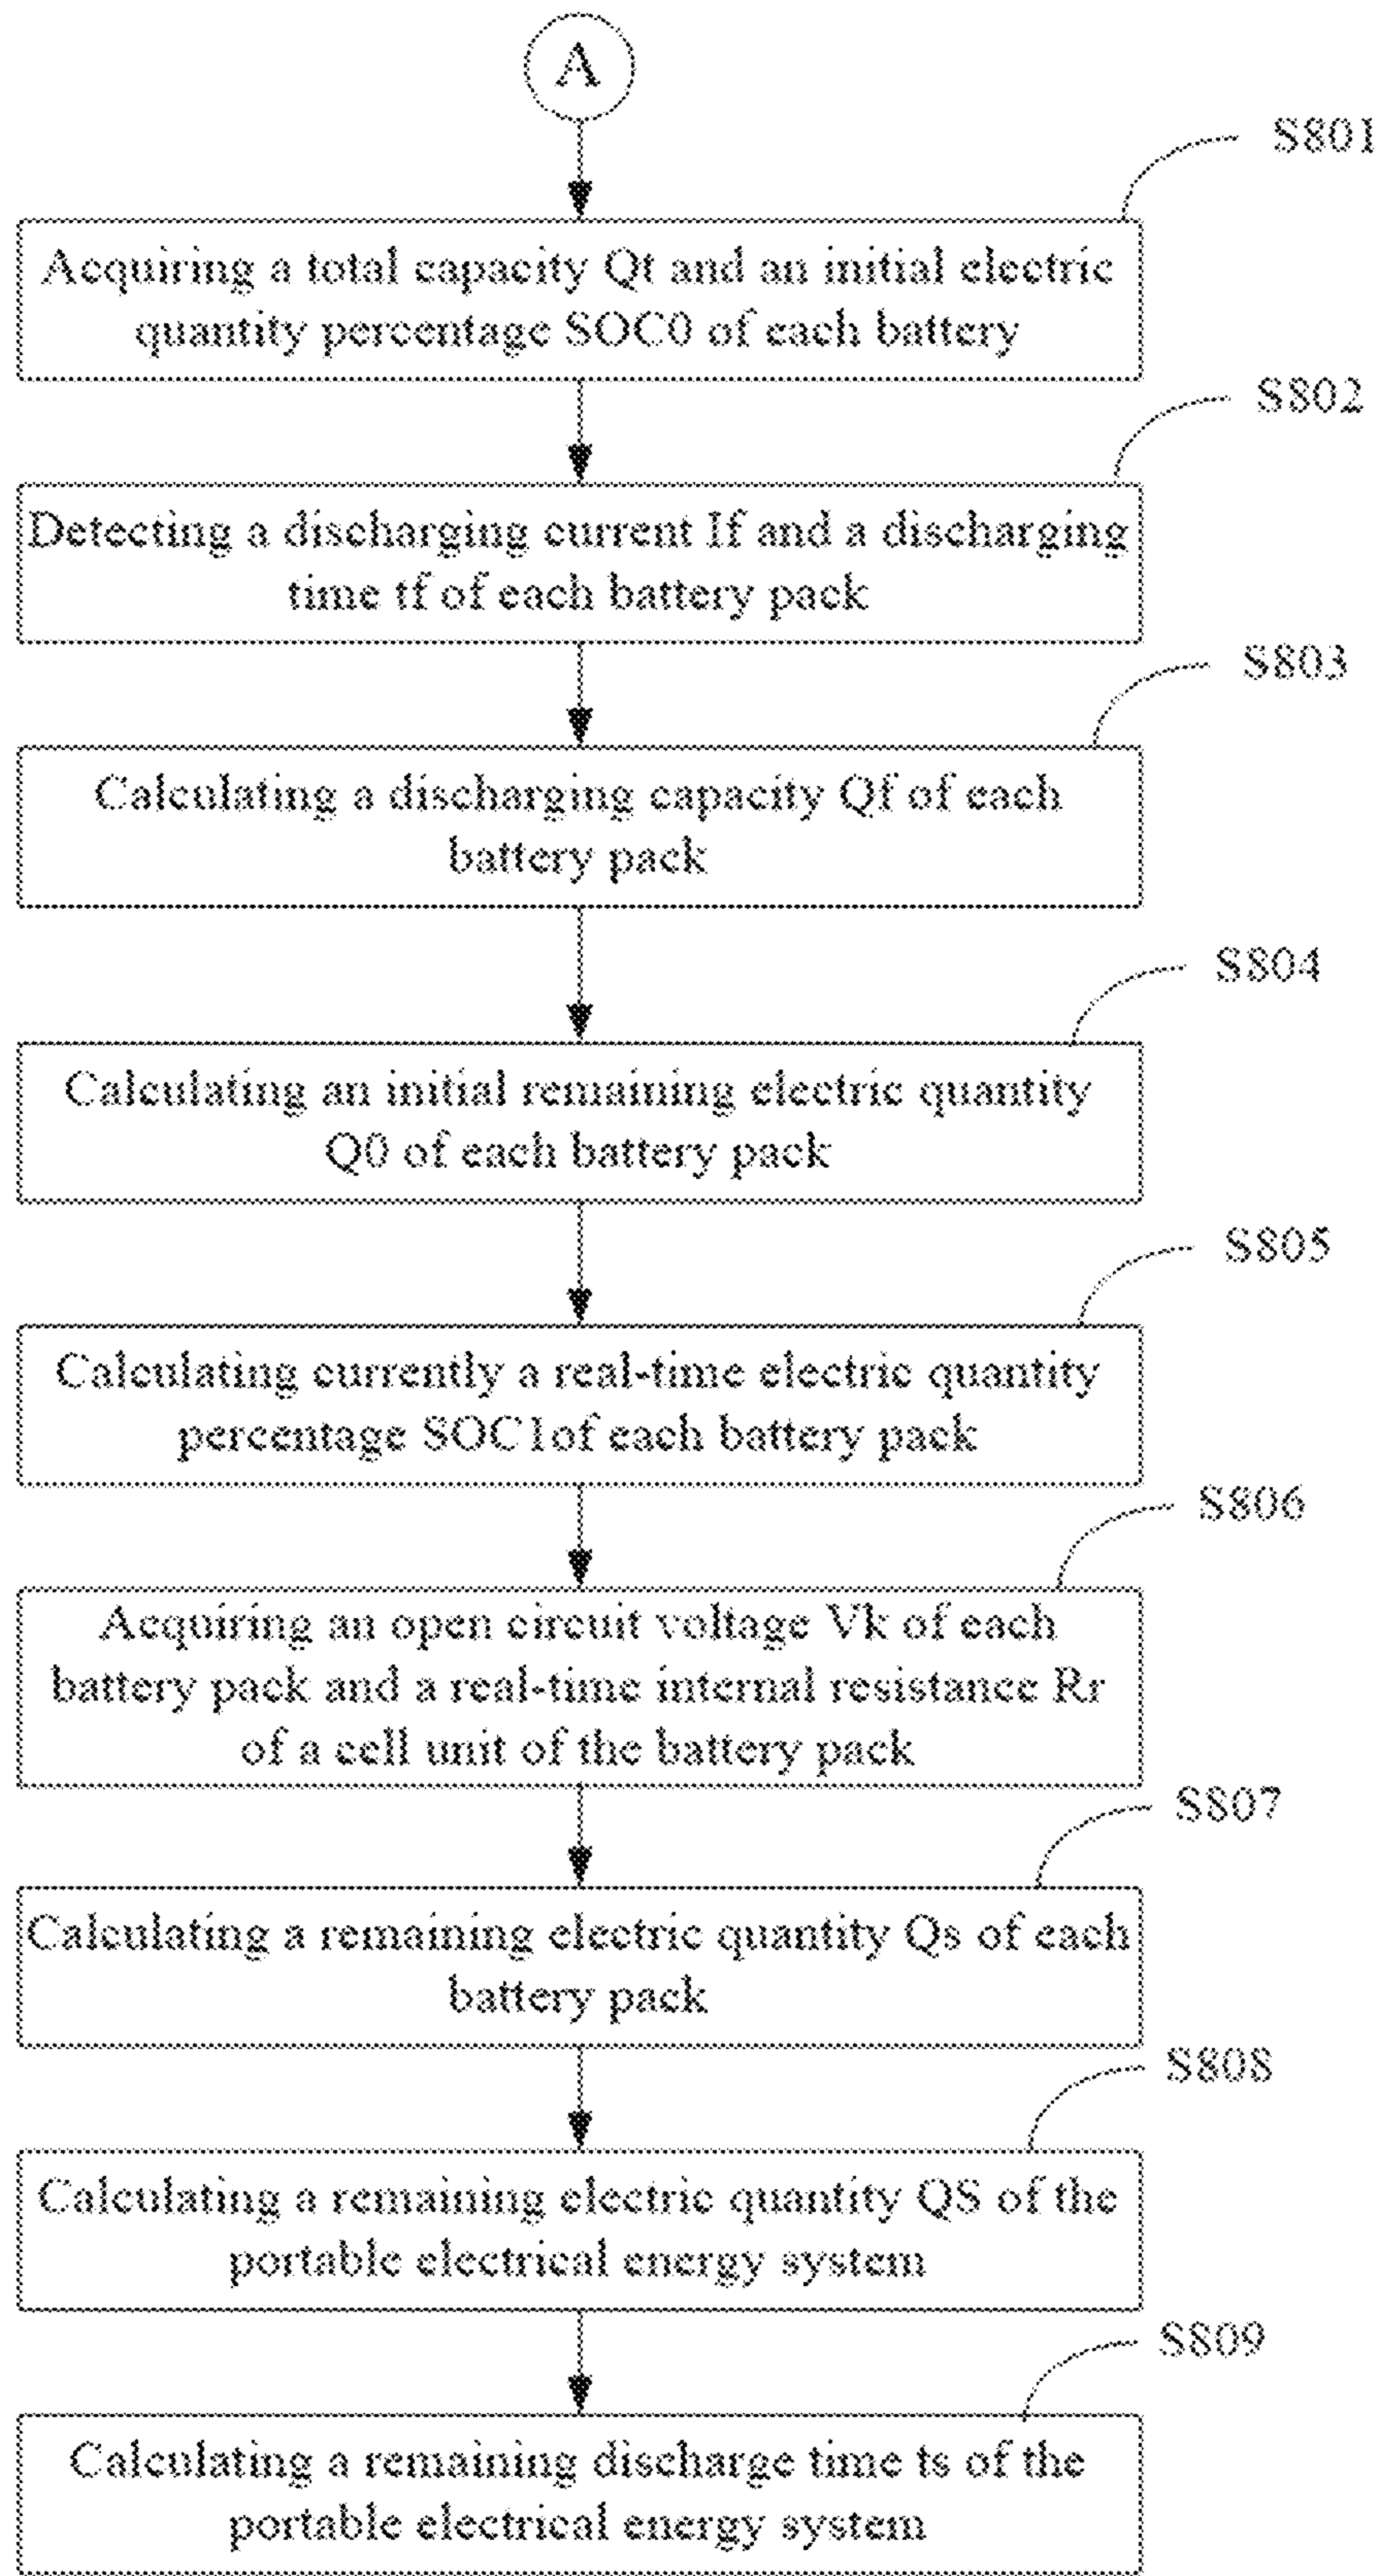 A
S801
Acquiring a total capacity Qt and an initial electric
quantity percentage SOC0 of each battery
S802
Detecting a discharging current If and a discharging
time tf of each battery pack
S803
Calculating a discharging capacity Qf of each
battery pack
S804
Calculating an initial remaining electric quantity
Q0 of each battery pack
S805
Calculating currently a real-time electric quantity
percentage SOC1of each battery pack
S806
Acquiring an open circuit voltage Vk of each
battery pack and a real-time internal resistance Rr
of a cell unit of the battery pack
S807
Calculating a remaining electric quantity Qs of each
battery pack
S808
Calculating a remaining electric quantity QS of the
portable electrical energy system
S809
Calculating a remaining discharge time ts of the
portable electrical energy system